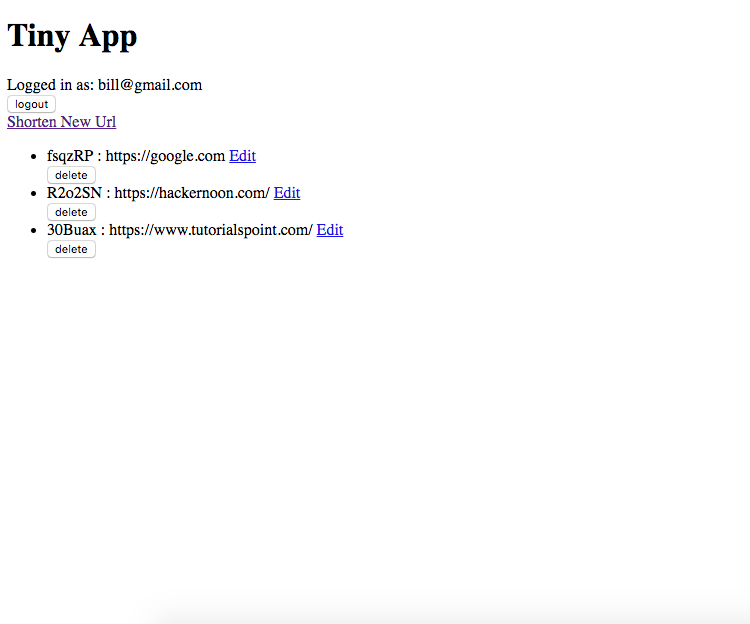 Tiny App
Logged in as: bill@gmail.com
logout
Shorten New Url
fsqzRP : https://google.com Edit
delete
R2o2SN : https://hackernoon.com/ Edit
delete
30Buax : https://www.tutorialspoint.com/ Edit
delete